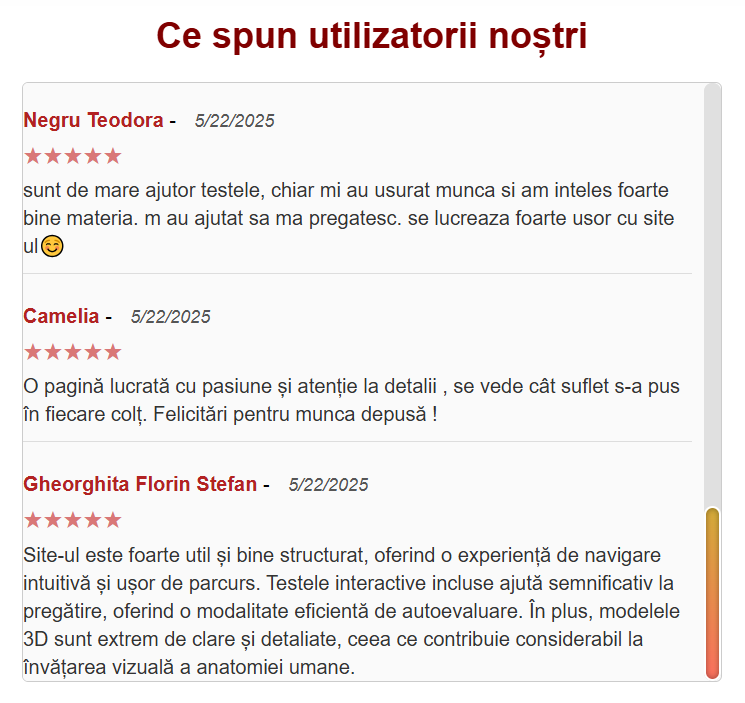 Ce spun utilizatorii noștri
Negru Teodora - 5/22/2025
★★★★★
sunt de mare ajutor testele, chiar mi au usurat munca si am inteles foarte
bine materia. m au ajutat sa ma pregatesc. se lucreaza foarte usor cu site
ul😊
Camelia - 5/22/2025
★★★★★
O pagină lucrată cu pasiune și atenție la detalii , se vede cât suflet s-a pus
în fiecare colț. Felicitări pentru munca depusă !
Gheorghita Florin Stefan - 5/22/2025
★★★★★
Site-ul este foarte util și bine structurat, oferind o experiență de navigare
intuitivă și ușor de parcurs. Testele interactive incluse ajută semnificativ la
pregătire, oferind o modalitate eficientă de autoevaluare. În plus, modelele
3D sunt extrem de clare și detaliate, ceea ce contribuie considerabil la
învățarea vizuală a anatomiei umane.